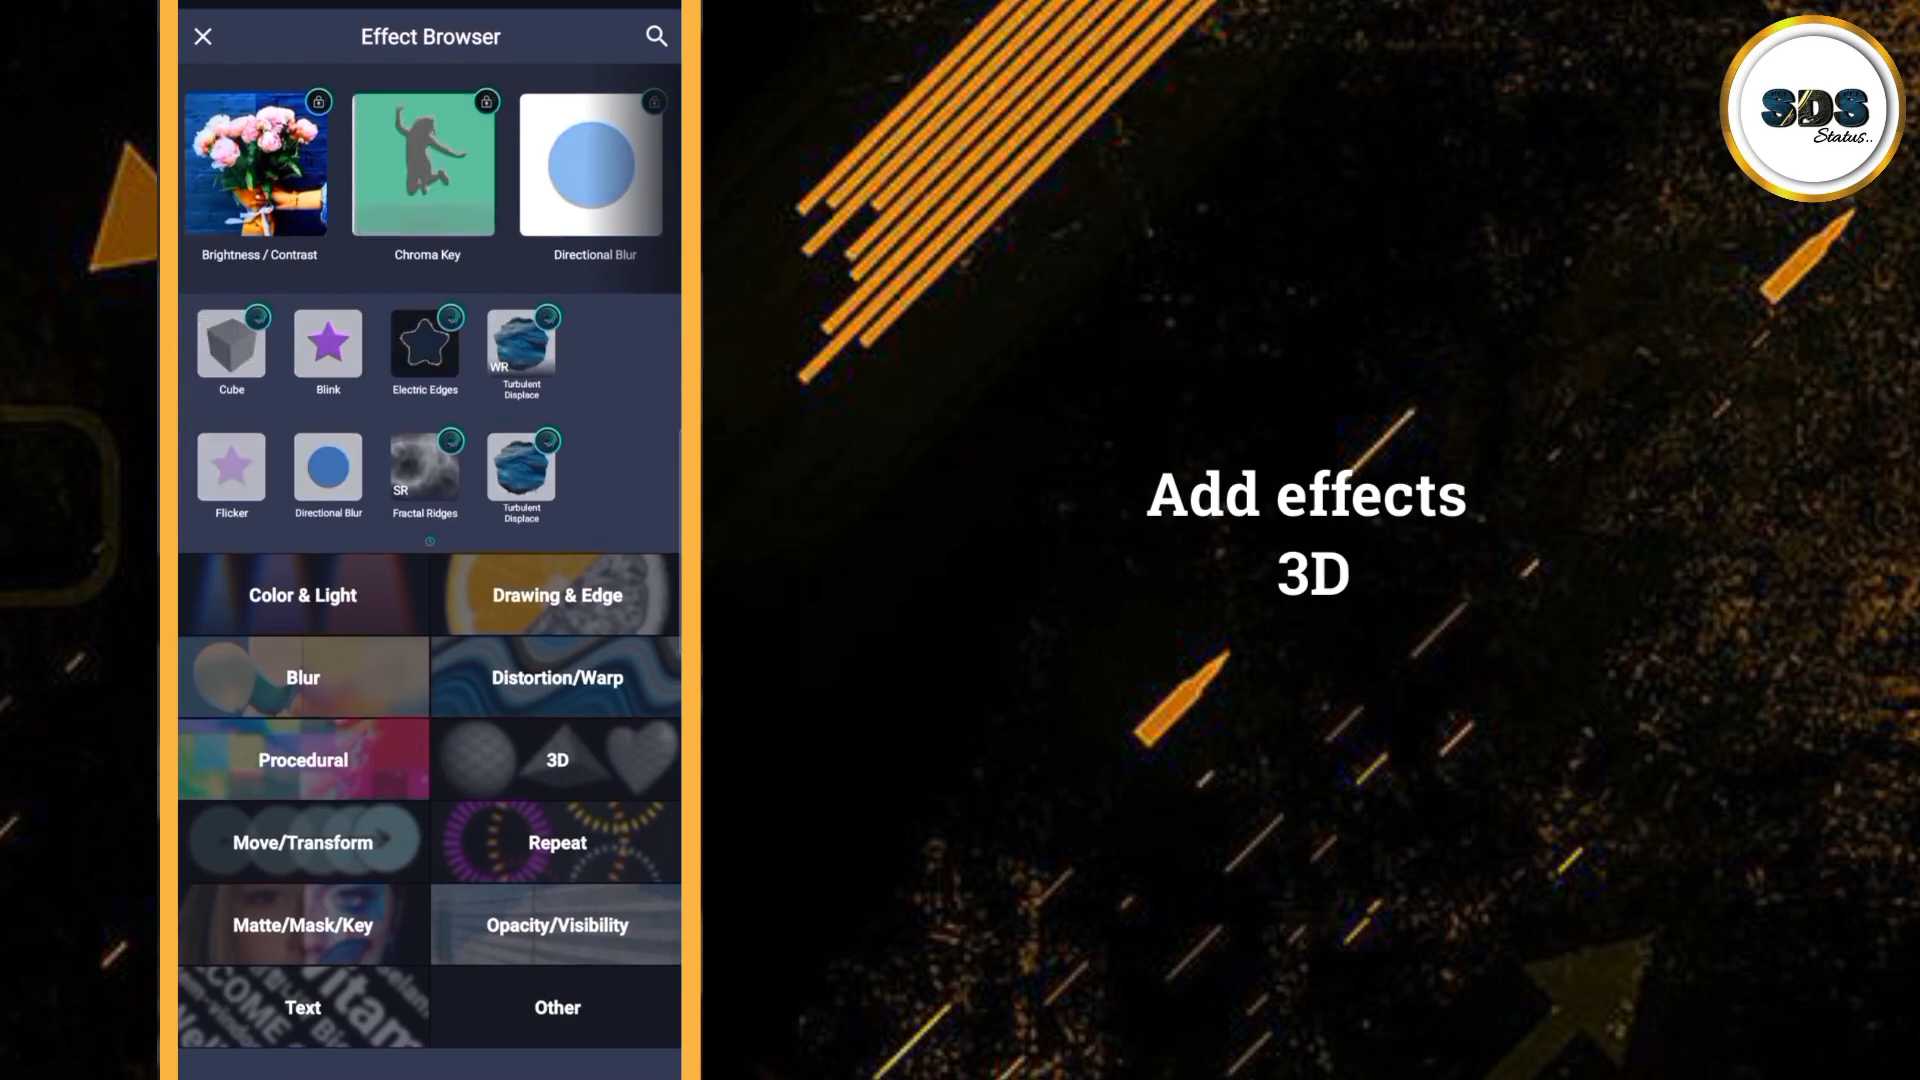 Effect Browser
Brightness / Contrast
Chroma Key
Directional Blur
Cube
Blink
Electric Edges
WR
Turbulent
Displace
Flicker
Directional Blur
SR
Fractal Ridges
Turbulent
Displace
Color & Light
Drawing & Edge
Blur
Distortion/Warp
Procedural
3D
Move/Transform
Repeat
Matte/Mask/Key
Opacity/Visibility
Text
Other
Add effects
3D
SDS
Status..